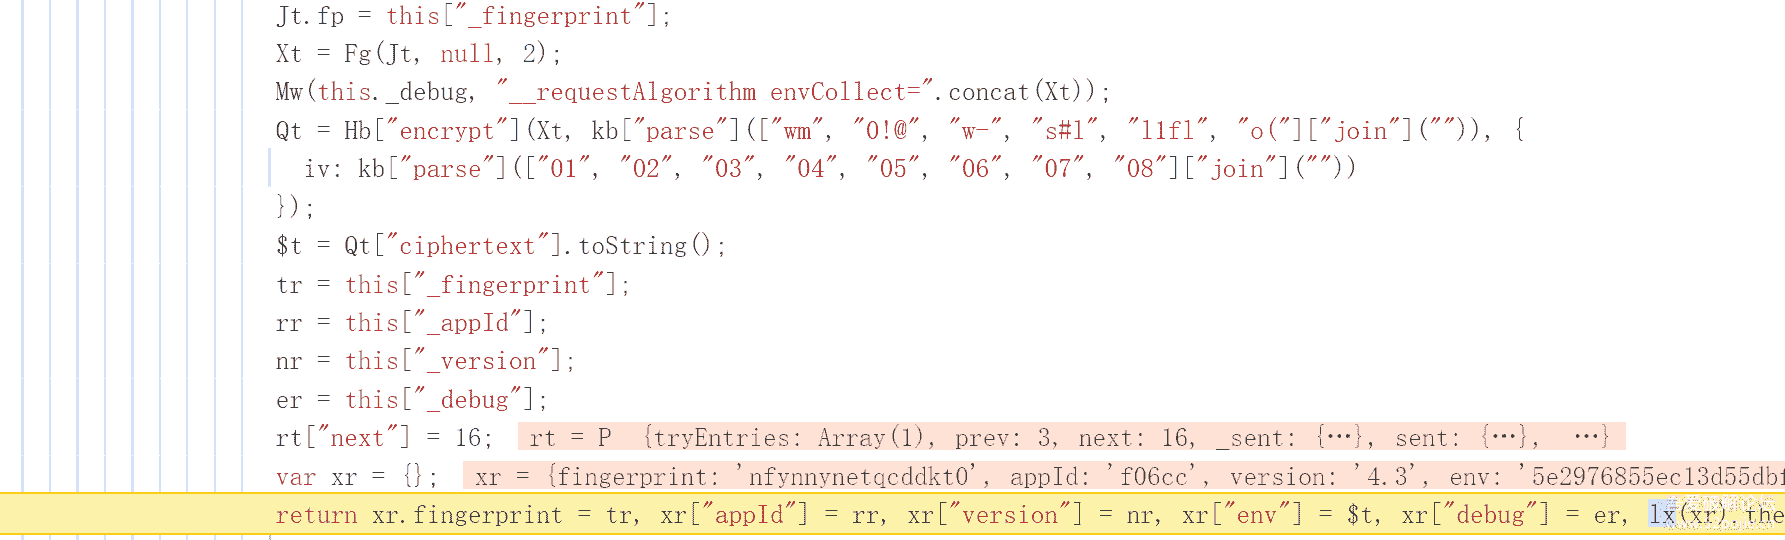 Jt.fp = this["_fingerprint"];
Xt = Fg(Jt, null, 2);
Mw(this._debug, "__requestAlgorithm envCollect=".concat(Xt));
Qt = Hb["encrypt"](Xt, kb["parse"](["wm", "0!@", "w-", "s#l", "l1fl", "o("]["join"]("")), {
iv: kb["parse"](["01", "02", "03", "04", "05", "06", "07", "08"]["join"](""))
});
$t = Qt["ciphertext"].toString();
tr = this["_fingerprint"];
rr = this["_appId"];
nr = this["_version"];
er = this["_debug"];
rt["next"] = 16; rt = P {tryEntries: Array(1), prev: 3, next: 16, _sent: {…}, sent: {…}, …}
var xr = {}; xr = {fingerprint: 'nfynnynetqcddkt0', appId: 'f06cc', version: '4.3', env: '5e2976855ec13d55dbf
return xr.fingerprint = tr, xr["appId"] = rr, xr["version"] = nr, xr["env"] = $t, xr["debug"] = er, lx(xr).the